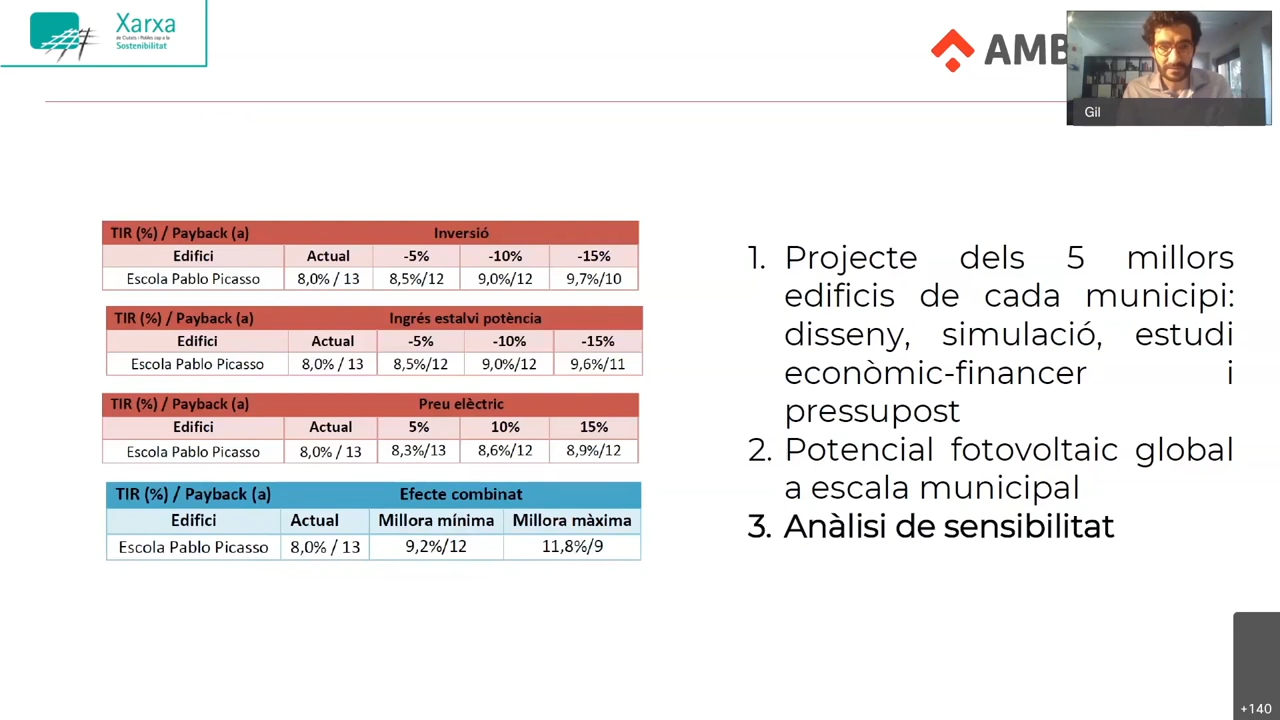 Xarxa
de Ciutats i Pobles cap a la
Sostenibilitat
AMB
Gil
TIR (%) / Payback (a) Inversió
Edifici Actual -5% -10% -15%
Escola Pablo Picasso 8,0% / 13 8,5%/12 9,0%/12 9,7%/10
TIR (%) / Payback (a) Ingrés estalvi potència
Edifici Actual -5% -10% -15%
Escola Pablo Picasso 8,0% / 13 8,5%/12 9,0%/12 9,6%/11
TIR (%) / Payback (a) Preu elèctric
Edifici Actual 5% 10% 15%
Escola Pablo Picasso 8,0% / 13 8,3%/13 8,6%/12 8,9%/12
TIR (%) / Payback (a) Efecte combinat
Edifici Actual Millora mínima Millora màxima
Escola Pablo Picasso 8,0% / 13 9,2%/12 11,8%/9
1. Projecte dels 5 millors
edificis de cada municipi:
disseny, simulació, estudi
econòmic-financer i
pressupost
2. Potencial fotovoltaic global
a escala municipal
3. Anàlisi de sensibilitat
+140